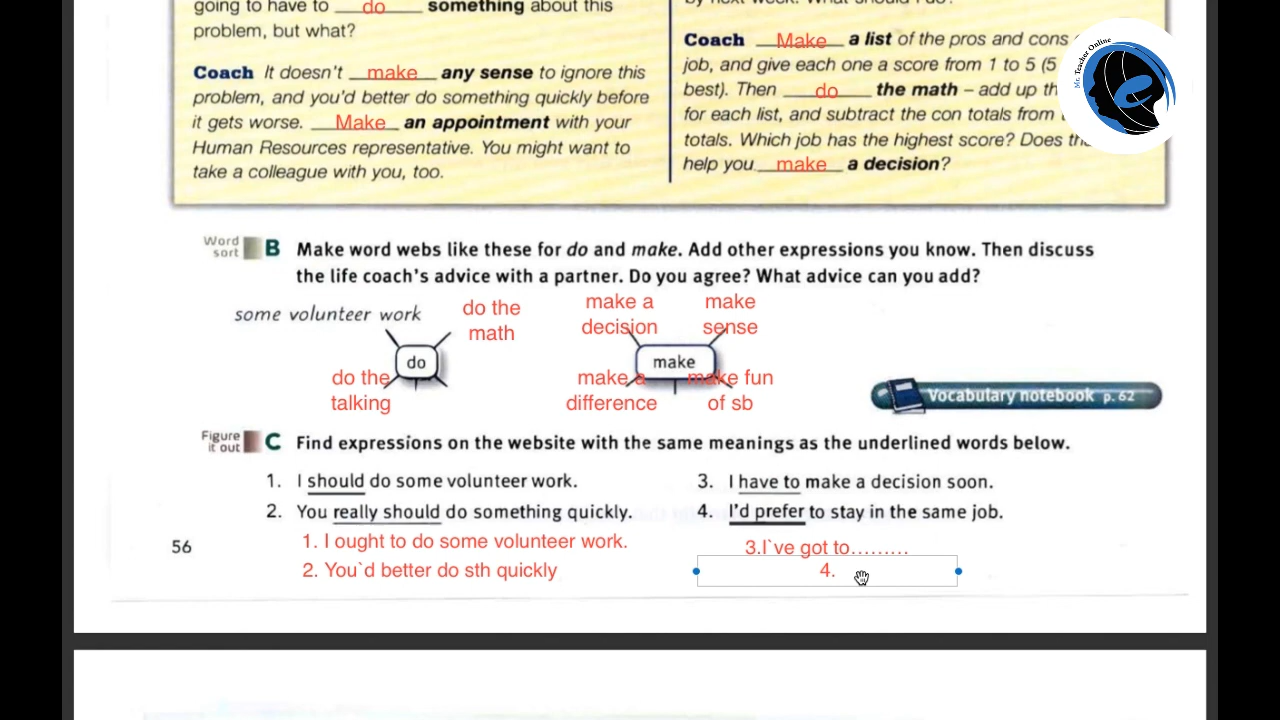 going to have to do something about this
problem, but what?
Coach It doesn't make any sense to ignore this
problem, and you'd better do something quickly before
it gets worse. Make an appointment with your
Human Resources representative. You might want to
take a colleague with you, too.
Coach Make a list of the pros and cons
job, and give each one a score from 1 to 5 (5
best). Then do the math – add up
for each list, and subtract the con totals from
totals. Which job has the highest score? Does
help you make a decision?
Mr. Teacher Online
Word
sort
B Make word webs like these for do and make. Add other expressions you know. Then discuss
the life coach's advice with a partner. Do you agree? What advice can you add?
some volunteer work
do the
math
do
do the
talking
make a
decision
make
sense
make
make a
difference
make fun
of sb
Vocabulary notebook p. 62
Figure
it out
C Find expressions on the website with the same meanings as the underlined words below.
1. I should do some volunteer work.
2. You really should do something quickly.
3. I have to make a decision soon.
4. I'd prefer to stay in the same job.
1. I ought to do some volunteer work.
2. You`d better do sth quickly
3.I`ve got to.........
4.
56